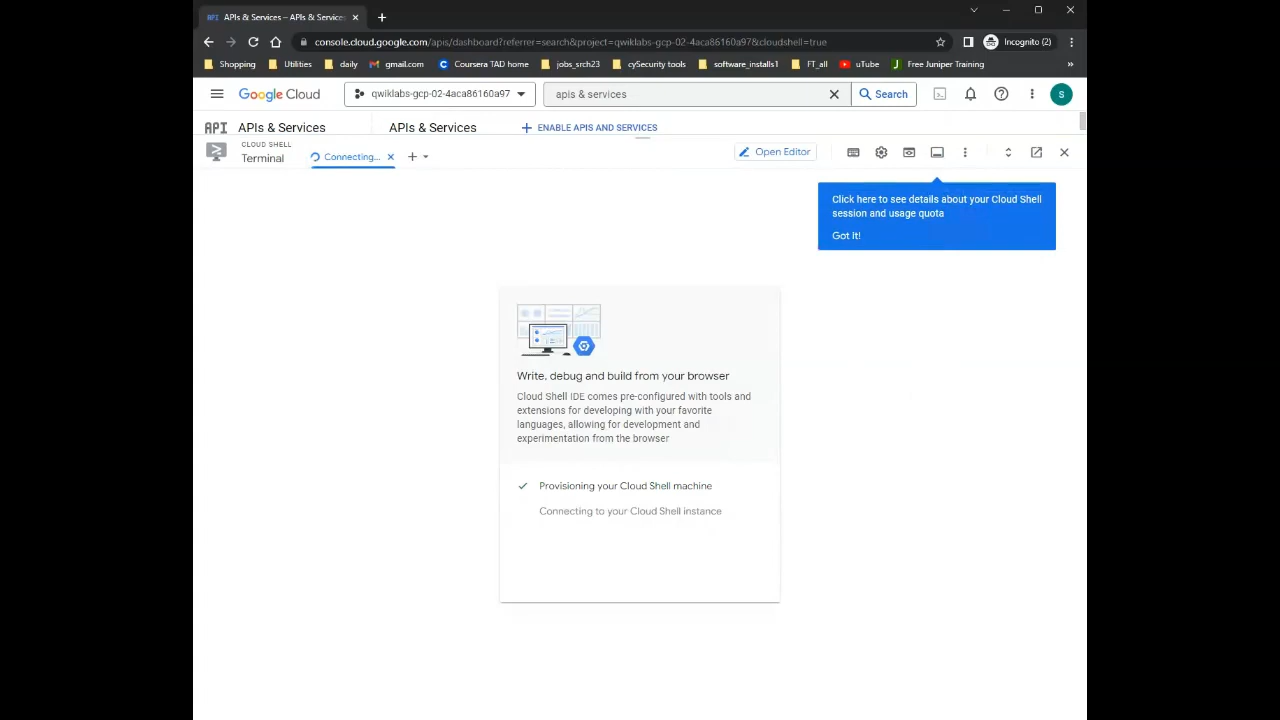 API APIs & Services – APIs & Services
console.cloud.google.com/apis/dashboard?referrer=search&project=qwiklabs-gcp-02-4aca86160a97&cloudshell=true
Incognito (2)
Shopping Utilities daily gmail.com Coursera TAD home jobs_srch23 cySecurity tools software_installs1 FT_all uTube Free Juniper Training »
Google Cloud qwiklabs-gcp-02-4aca86160a97 apis & services Search S
API APIs & Services APIs & Services ENABLE APIS AND SERVICES
CLOUD SHELL
Terminal Connecting... Open Editor
Click here to see details about your Cloud Shell
session and usage quota
Got it!
Write, debug and build from your browser
Cloud Shell IDE comes pre-configured with tools and
extensions for developing with your favorite
languages, allowing for development and
experimentation from the browser
Provisioning your Cloud Shell machine
Connecting to your Cloud Shell instance